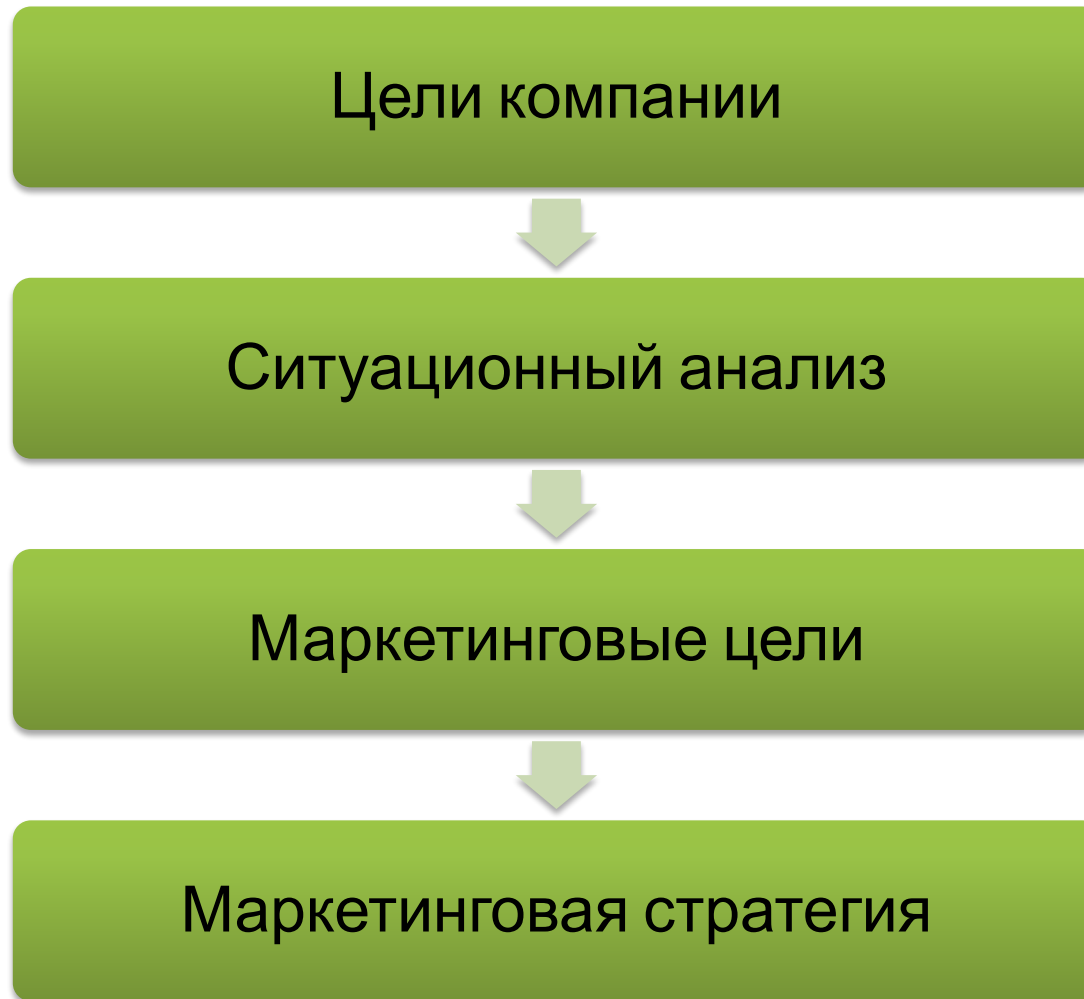 Цели компании
Ситуационный анализ
Маркетинговые цели
Маркетинговая стратегия